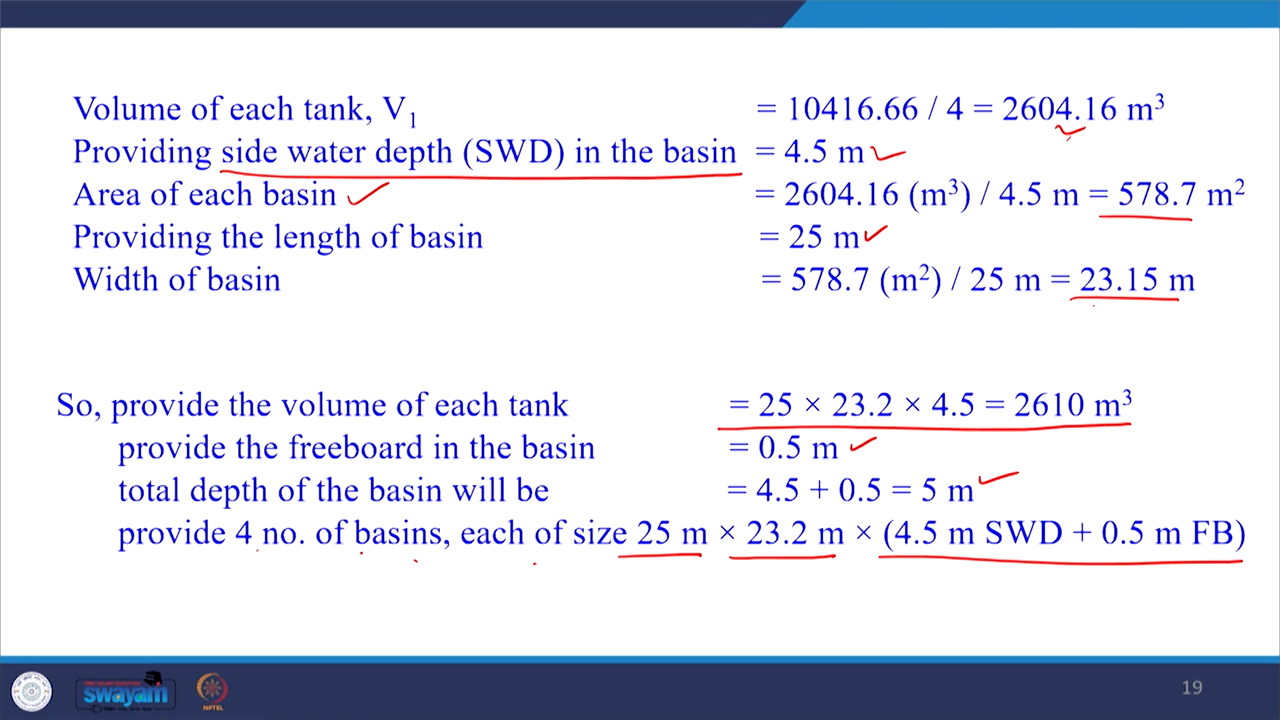 Volume of each tank, V₁ = 10416.66 / 4 = 2604.16 m³
Providing side water depth (SWD) in the basin = 4.5 m
Area of each basin = 2604.16 (m³) / 4.5 m = 578.7 m²
Providing the length of basin = 25 m
Width of basin = 578.7 (m²) / 25 m = 23.15 m
So, provide the volume of each tank = 25 × 23.2 × 4.5 = 2610 m³
provide the freeboard in the basin = 0.5 m
total depth of the basin will be = 4.5 + 0.5 = 5 m
provide 4 no. of basins, each of size 25 m × 23.2 m × (4.5 m SWD + 0.5 m FB)
swayam
NPTEL
19